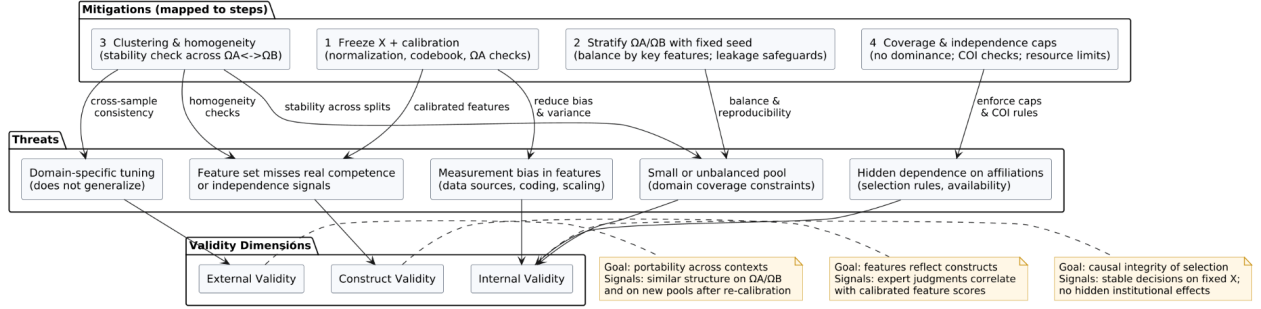 Mitigations (mapped to steps)
3 Clustering & homogeneity
(stability check across ΩA<->ΩB)
1 Freeze X + calibration
(normalization, codebook, ΩA checks)
2 Stratify ΩA/ΩB with fixed seed
(balance by key features; leakage safeguards)
4 Coverage & independence caps
(no dominance; COI checks; resource limits)
cross-sample
consistency
homogeneity
checks
stability across splits
calibrated features
reduce bias
& variance
balance &
reproducibility
enforce caps
& COI rules
Threats
Domain-specific tuning
(does not generalize)
Feature set misses real competence
or independence signals
Measurement bias in features
(data sources, coding, scaling)
Small or unbalanced pool
(domain coverage constraints)
Hidden dependence on affiliations
(selection rules, availability)
Validity Dimensions
External Validity
Construct Validity
Internal Validity
Goal: portability across contexts
Signals: similar structure on ΩA/ΩB
and on new pools after re-calibration
Goal: features reflect constructs
Signals: expert judgments correlate
with calibrated feature scores
Goal: causal integrity of selection
Signals: stable decisions on fixed X;
no hidden institutional effects